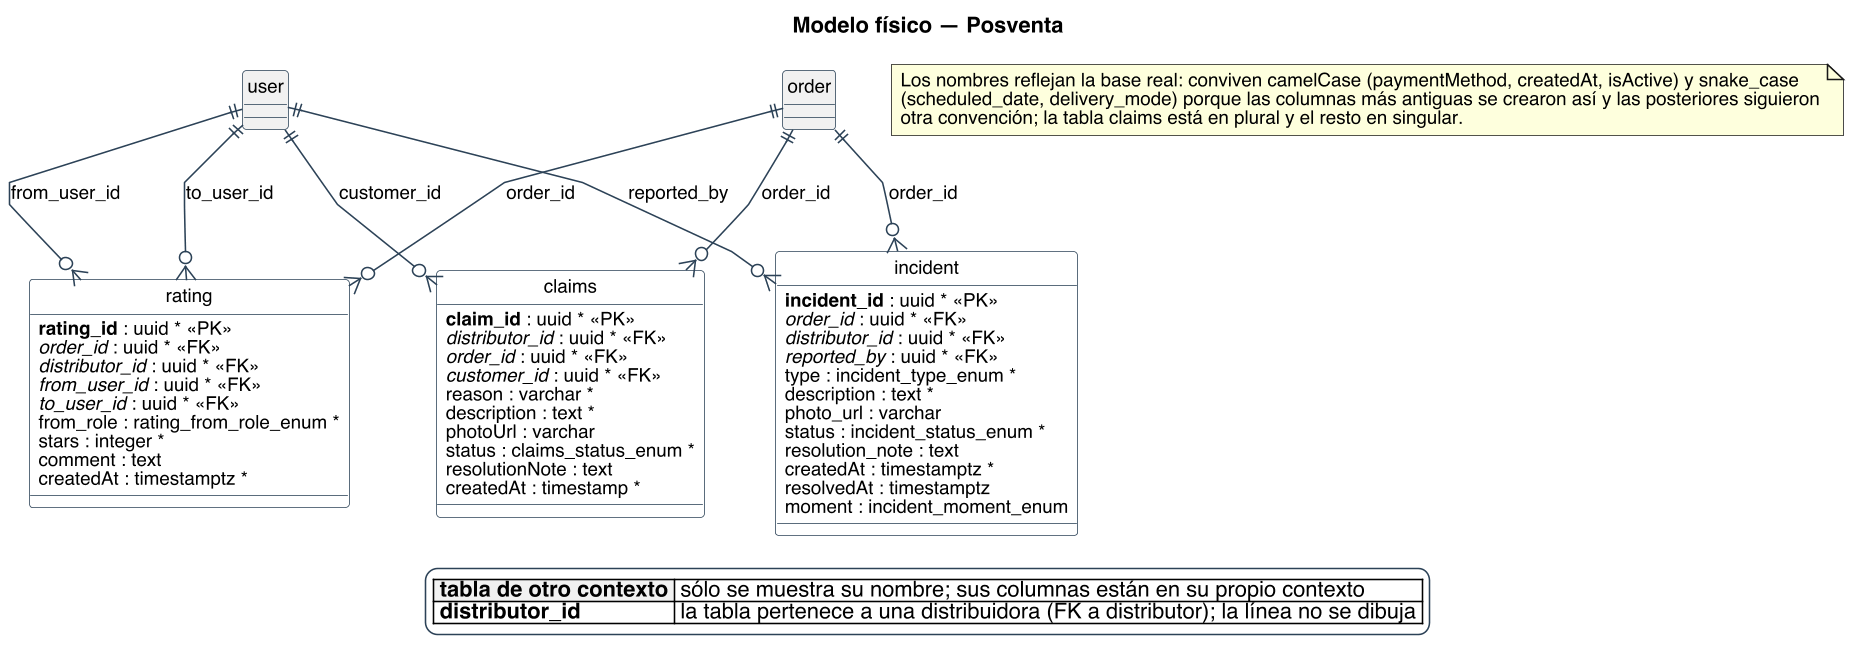 Modelo físico — Posventa
user
order
Los nombres reflejan la base real: conviven camelCase (paymentMethod, createdAt, isActive) y snake_case
(scheduled_date, delivery_mode) porque las columnas más antiguas se crearon así y las posteriores siguieron
otra convención; la tabla claims está en plural y el resto en singular.
from_user_id
to_user_id
customer_id
order_id
reported_by
order_id
order_id
rating
rating_id : uuid * «PK»
order_id : uuid * «FK»
distributor_id : uuid * «FK»
from_user_id : uuid * «FK»
to_user_id : uuid * «FK»
from_role : rating_from_role_enum *
stars : integer *
comment : text
createdAt : timestamptz *
claims
claim_id : uuid * «PK»
distributor_id : uuid * «FK»
order_id : uuid * «FK»
customer_id : uuid * «FK»
reason : varchar *
description : text *
photoUrl : varchar
status : claims_status_enum *
resolutionNote : text
createdAt : timestamp *
incident
incident_id : uuid * «PK»
order_id : uuid * «FK»
distributor_id : uuid * «FK»
reported_by : uuid * «FK»
type : incident_type_enum *
description : text *
photo_url : varchar
status : incident_status_enum *
resolution_note : text
createdAt : timestamptz *
resolvedAt : timestamptz
moment : incident_moment_enum
tabla de otro contexto sólo se muestra su nombre; sus columnas están en su propio contexto
distributor_id la tabla pertenece a una distribuidora (FK a distributor); la línea no se dibuja